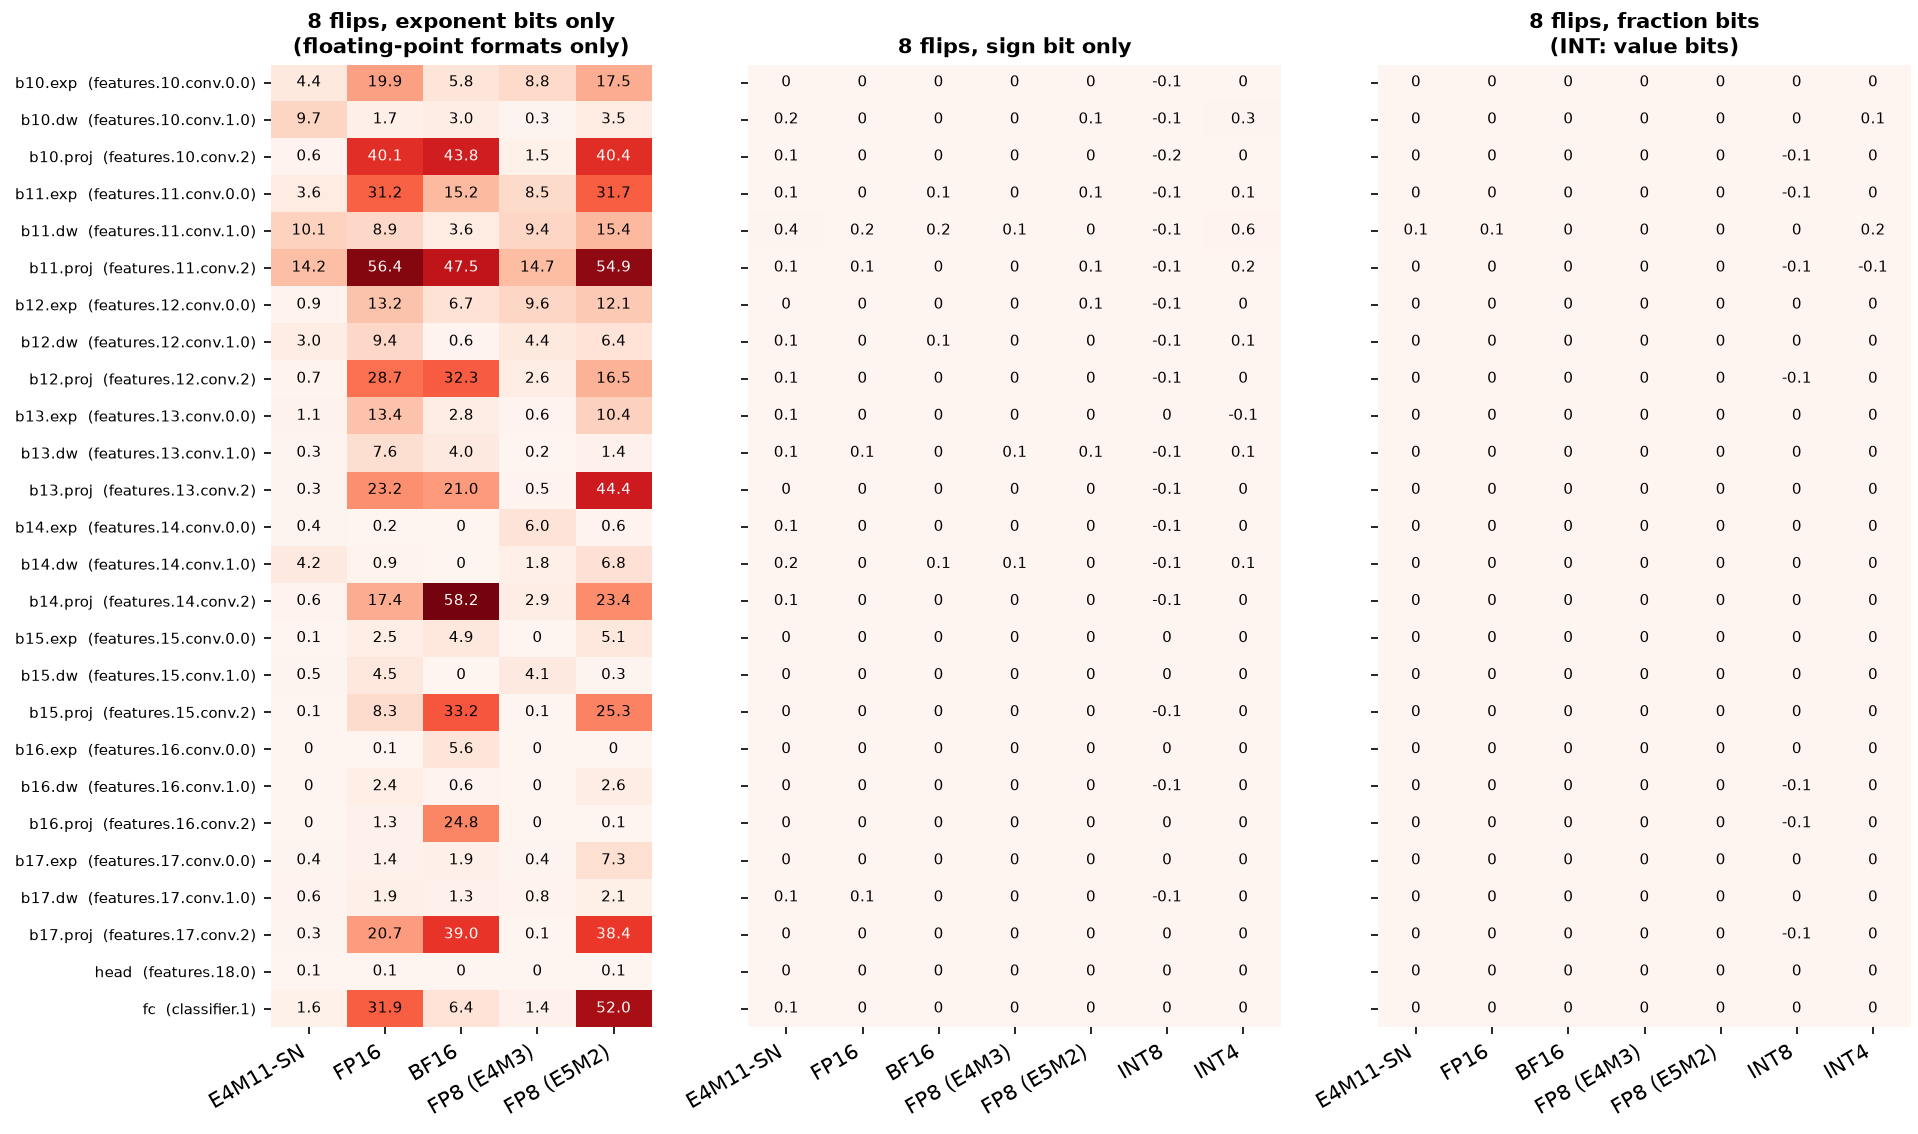 8 flips, exponent bits only
(floating-point formats only)
8 flips, sign bit only
8 flips, fraction bits
(INT: value bits)
b10.exp (features.10.conv.0.0) 4.4 19.9 5.8 8.8 17.5 0 0 0 0 0 -0.1 0 0 0 0 0 0 0 0
b10.dw (features.10.conv.1.0) 9.7 1.7 3.0 0.3 3.5 0.2 0 0 0 0.1 -0.1 0.3 0 0 0 0 0 0 0.1
b10.proj (features.10.conv.2) 0.6 40.1 43.8 1.5 40.4 0.1 0 0 0 0 -0.2 0 0 0 0 0 0 -0.1 0
b11.exp (features.11.conv.0.0) 3.6 31.2 15.2 8.5 31.7 0.1 0 0.1 0 0.1 -0.1 0.1 0 0 0 0 0 -0.1 0
b11.dw (features.11.conv.1.0) 10.1 8.9 3.6 9.4 15.4 0.4 0.2 0.2 0.1 0 -0.1 0.6 0.1 0.1 0 0 0 0 0.2
b11.proj (features.11.conv.2) 14.2 56.4 47.5 14.7 54.9 0.1 0.1 0 0 0.1 -0.1 0.2 0 0 0 0 0 -0.1 -0.1
b12.exp (features.12.conv.0.0) 0.9 13.2 6.7 9.6 12.1 0 0 0 0 0.1 -0.1 0 0 0 0 0 0 0 0
b12.dw (features.12.conv.1.0) 3.0 9.4 0.6 4.4 6.4 0.1 0 0.1 0 0 -0.1 0.1 0 0 0 0 0 0 0
b12.proj (features.12.conv.2) 0.7 28.7 32.3 2.6 16.5 0.1 0 0 0 0 -0.1 0 0 0 0 0 0 -0.1 0
b13.exp (features.13.conv.0.0) 1.1 13.4 2.8 0.6 10.4 0.1 0 0 0 0 0 -0.1 0 0 0 0 0 0 0
b13.dw (features.13.conv.1.0) 0.3 7.6 4.0 0.2 1.4 0.1 0.1 0 0.1 0.1 -0.1 0.1 0 0 0 0 0 0 0
b13.proj (features.13.conv.2) 0.3 23.2 21.0 0.5 44.4 0 0 0 0 0 -0.1 0 0 0 0 0 0 0 0
b14.exp (features.14.conv.0.0) 0.4 0.2 0 6.0 0.6 0.1 0 0 0 0 -0.1 0 0 0 0 0 0 0 0
b14.dw (features.14.conv.1.0) 4.2 0.9 0 1.8 6.8 0.2 0 0.1 0.1 0 -0.1 0.1 0 0 0 0 0 0 0
b14.proj (features.14.conv.2) 0.6 17.4 58.2 2.9 23.4 0.1 0 0 0 0 -0.1 0 0 0 0 0 0 0 0
b15.exp (features.15.conv.0.0) 0.1 2.5 4.9 0 5.1 0 0 0 0 0 0 0 0 0 0 0 0 0 0
b15.dw (features.15.conv.1.0) 0.5 4.5 0 4.1 0.3 0 0 0 0 0 0 0 0 0 0 0 0 0 0
b15.proj (features.15.conv.2) 0.1 8.3 33.2 0.1 25.3 0 0 0 0 0 -0.1 0 0 0 0 0 0 0 0
b16.exp (features.16.conv.0.0) 0 0.1 5.6 0 0 0 0 0 0 0 0 0 0 0 0 0 0 0 0
b16.dw (features.16.conv.1.0) 0 2.4 0.6 0 2.6 0 0 0 0 0 -0.1 0 0 0 0 0 0 -0.1 0
b16.proj (features.16.conv.2) 0 1.3 24.8 0 0.1 0 0 0 0 0 0 0 0 0 0 0 0 -0.1 0
b17.exp (features.17.conv.0.0) 0.4 1.4 1.9 0.4 7.3 0 0 0 0 0 0 0 0 0 0 0 0 0 0
b17.dw (features.17.conv.1.0) 0.6 1.9 1.3 0.8 2.1 0.1 0.1 0 0 0 -0.1 0 0 0 0 0 0 0 0
b17.proj (features.17.conv.2) 0.3 20.7 39.0 0.1 38.4 0 0 0 0 0 0 0 0 0 0 0 0 -0.1 0
head (features.18.0) 0.1 0.1 0 0 0.1 0 0 0 0 0 0 0 0 0 0 0 0 0 0
fc (classifier.1) 1.6 31.9 6.4 1.4 52.0 0.1 0 0 0 0 0 0 0 0 0 0 0 0 0
E4M11-SN FP16 BF16 FP8 (E4M3) FP8 (E5M2) E4M11-SN FP16 BF16 FP8 (E4M3) FP8 (E5M2) INT8 INT4 E4M11-SN FP16 BF16 FP8 (E4M3) FP8 (E5M2) INT8 INT4